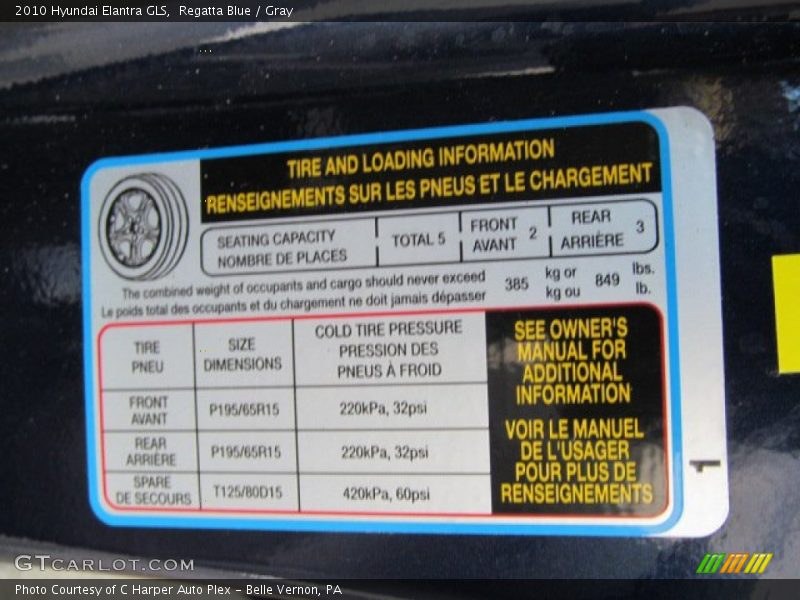 2010 Hyundai Elantra GLS,  Regatta Blue / Gray
TIRE AND LOADING INFORMATION
RENSEIGNEMENTS SUR LES PNEUS ET LE CHARGEMENT
SEATING CAPACITY
NOMBRE DE PLACES
TOTAL 5
FRONT
AVANT
2
REAR
ARRIÈRE
3
The combined weight of occupants and cargo should never exceed
Le poids total des occupants et du chargement ne doit jamais dépasser
385
kg or
kg ou
849
lbs.
lb.
TIRE
PNEU
SIZE
DIMENSIONS
COLD TIRE PRESSURE
PRESSION DES
PNEUS À FROID
FRONT
AVANT
P195/65R15
220kPa, 32psi
REAR
ARRIÈRE
P195/65R15
220kPa, 32psi
SPARE
DE SECOURS
T125/80D15
420kPa, 60psi
SEE OWNER'S
MANUAL FOR
ADDITIONAL
INFORMATION
VOIR LE MANUEL
DE L'USAGER
POUR PLUS DE
RENSEIGNEMENTS
1
GTCARLOT.COM
Photo Courtesy of C Harper Auto Plex – Belle Vernon, PA